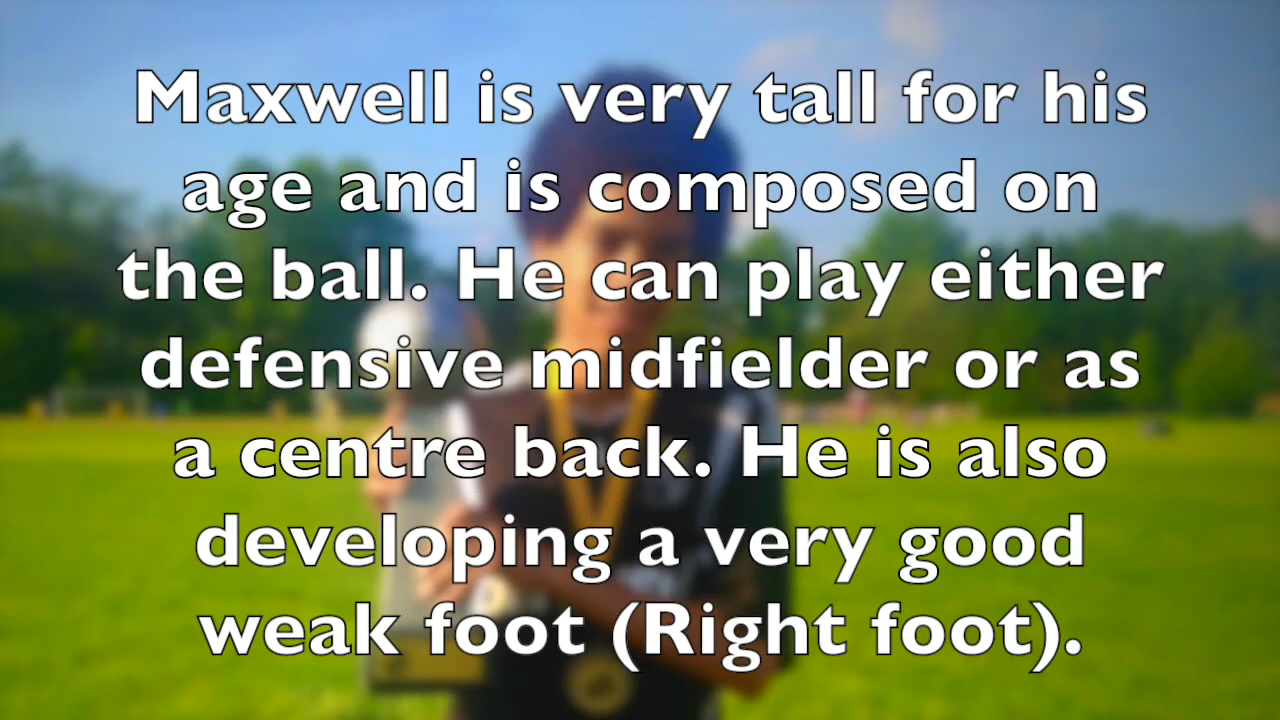 Maxwell is very tall for his
age and is composed on
the ball. He can play either
defensive midfielder or as
a centre back. He is also
developing a very good
weak foot (Right foot).